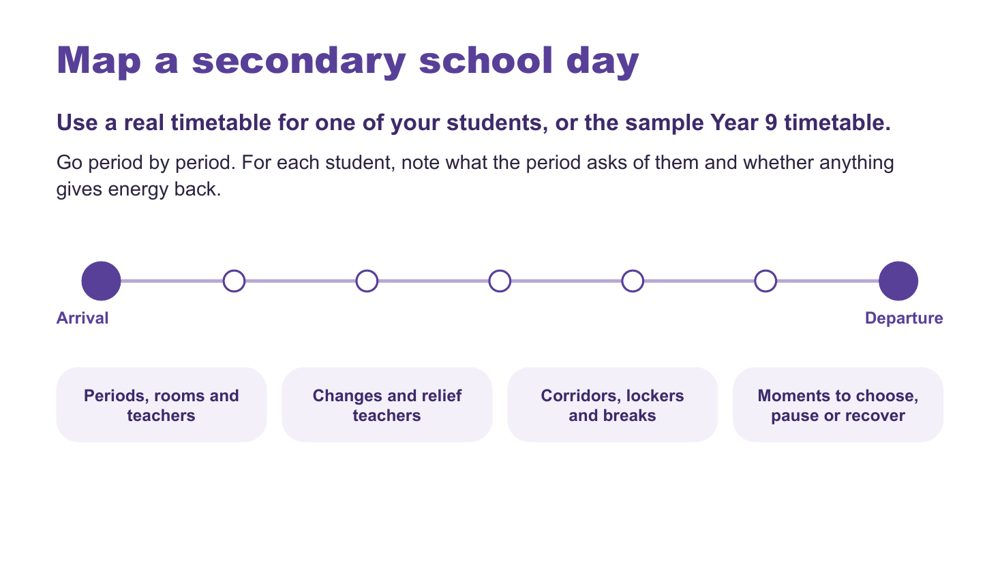 Map a secondary school day
Use a real timetable for one of your students, or the sample Year 9 timetable.
Go period by period. For each student, note what the period asks of them and whether anything
gives energy back.
Arrival
Departure
Periods, rooms and
teachers
Changes and relief
teachers
Corridors, lockers
and breaks
Moments to choose,
pause or recover